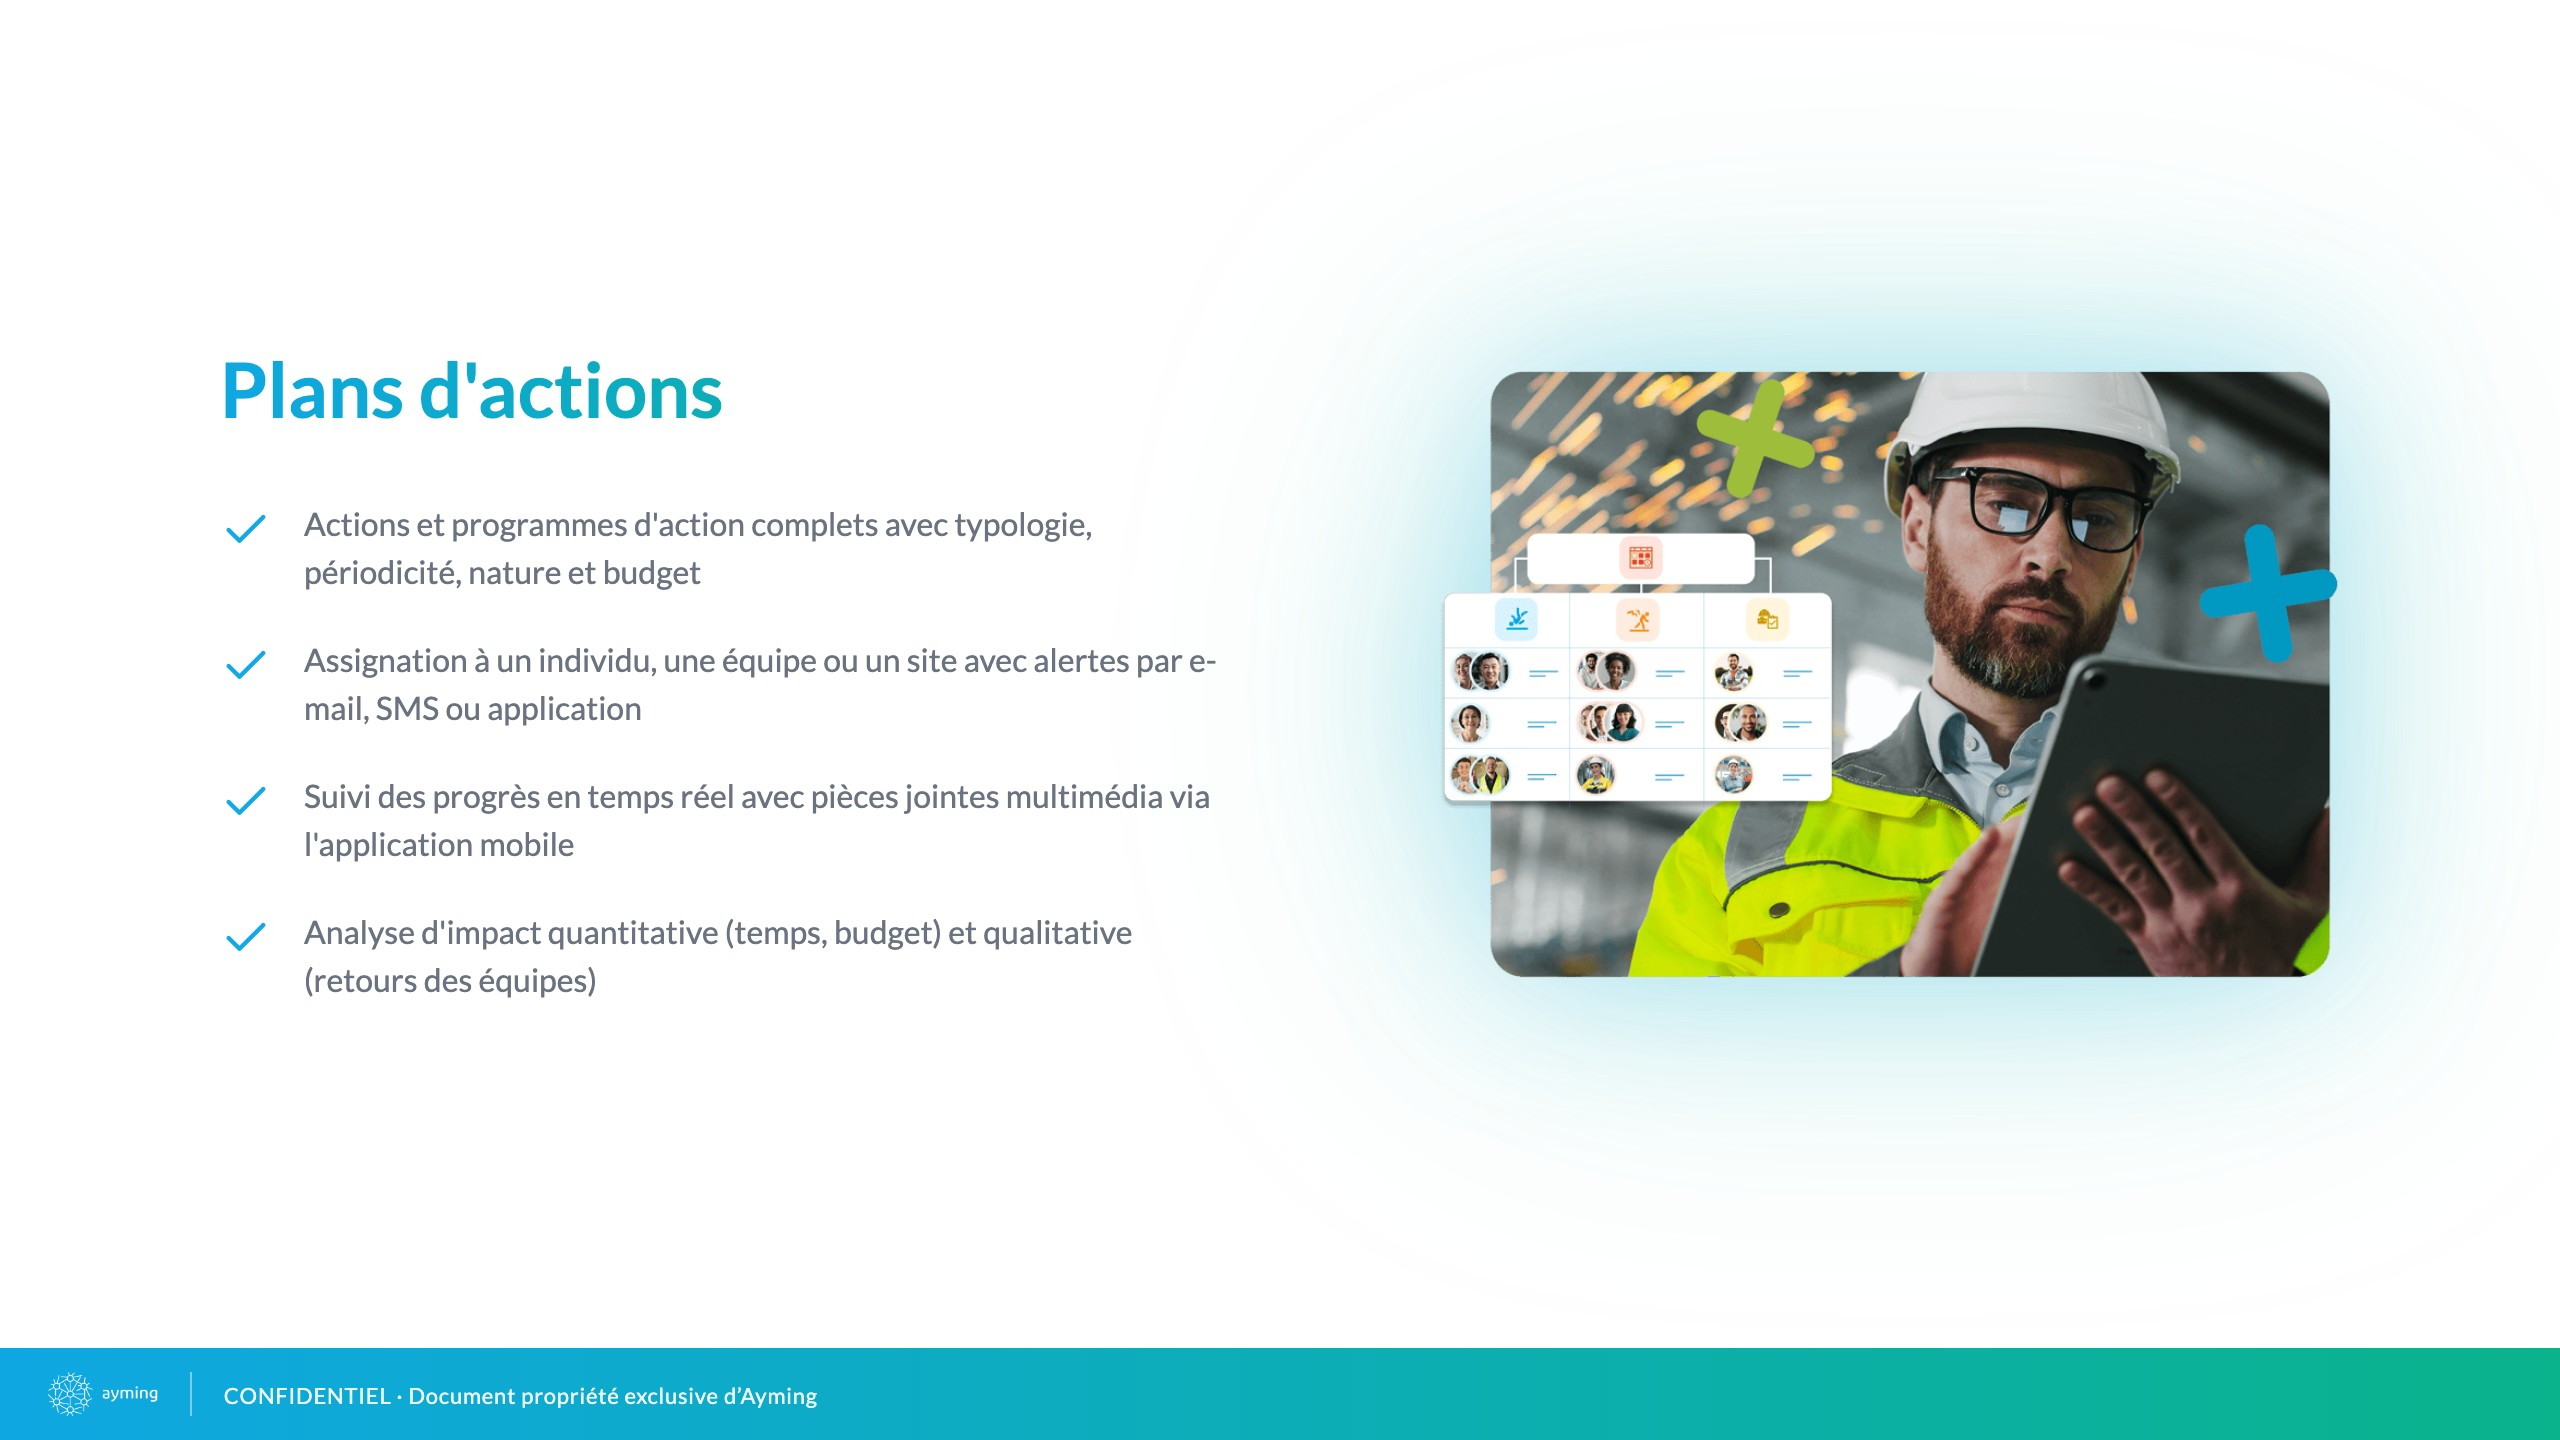 Plans d'actions
Actions et programmes d'action complets avec typologie,
périodicité, nature et budget
Assignation à un individu, une équipe ou un site avec alertes par e-
mail, SMS ou application
Suivi des progrès en temps réel avec pièces jointes multimédia via
l'application mobile
Analyse d'impact quantitative (temps, budget) et qualitative
(retours des équipes)
ayming
CONFIDENTIEL · Document propriété exclusive d’Ayming